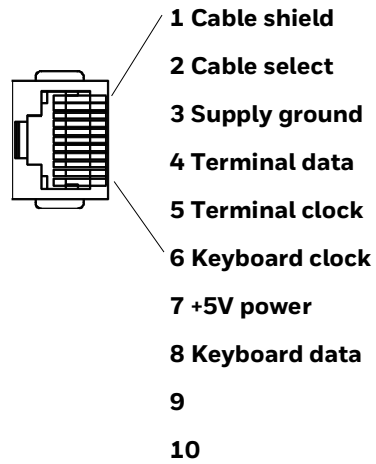 1 Cable shield
2 Cable select
3 Supply ground
4 Terminal data
5 Terminal clock
6 Keyboard clock
7 +5V power
8 Keyboard data
9
10